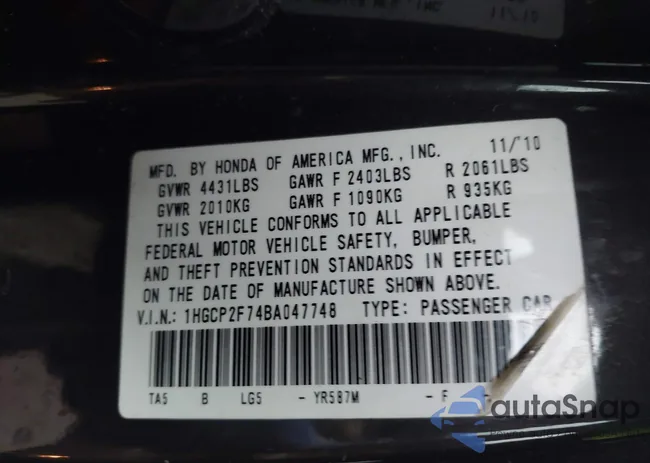 MFD. BY HONDA OF AMERICA MFG., INC. 11/'10
GVWR 4431LBS GAWR F 2403LBS R 2061LBS
GVWR 2010KG GAWR F 1090KG R 935KG
THIS VEHICLE CONFORMS TO ALL APPLICABLE
FEDERAL MOTOR VEHICLE SAFETY, BUMPER,
AND THEFT PREVENTION STANDARDS IN EFFECT
ON THE DATE OF MANUFACTURE SHOWN ABOVE.
V.I.N.: 1HGCP2F74BA047748 TYPE: PASSENGER CAR
TA5 B LG5 - YR587M - F -
autaSnap